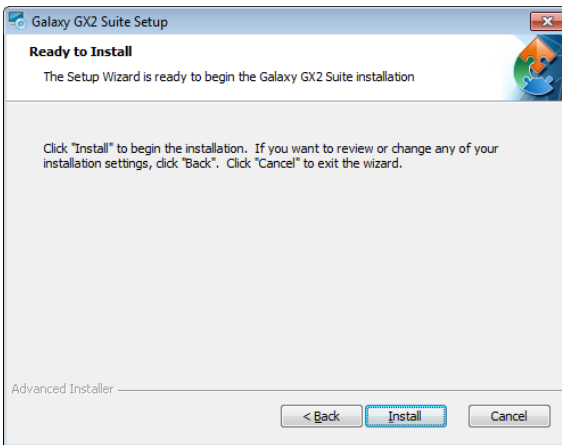 Galaxy GX2 Suite Setup
Ready to Install
The Setup Wizard is ready to begin the Galaxy GX2 Suite installation
Click "Install" to begin the installation. If you want to review or change any of your
installation settings, click "Back". Click "Cancel" to exit the wizard.
Advanced Installer
< Back Install Cancel